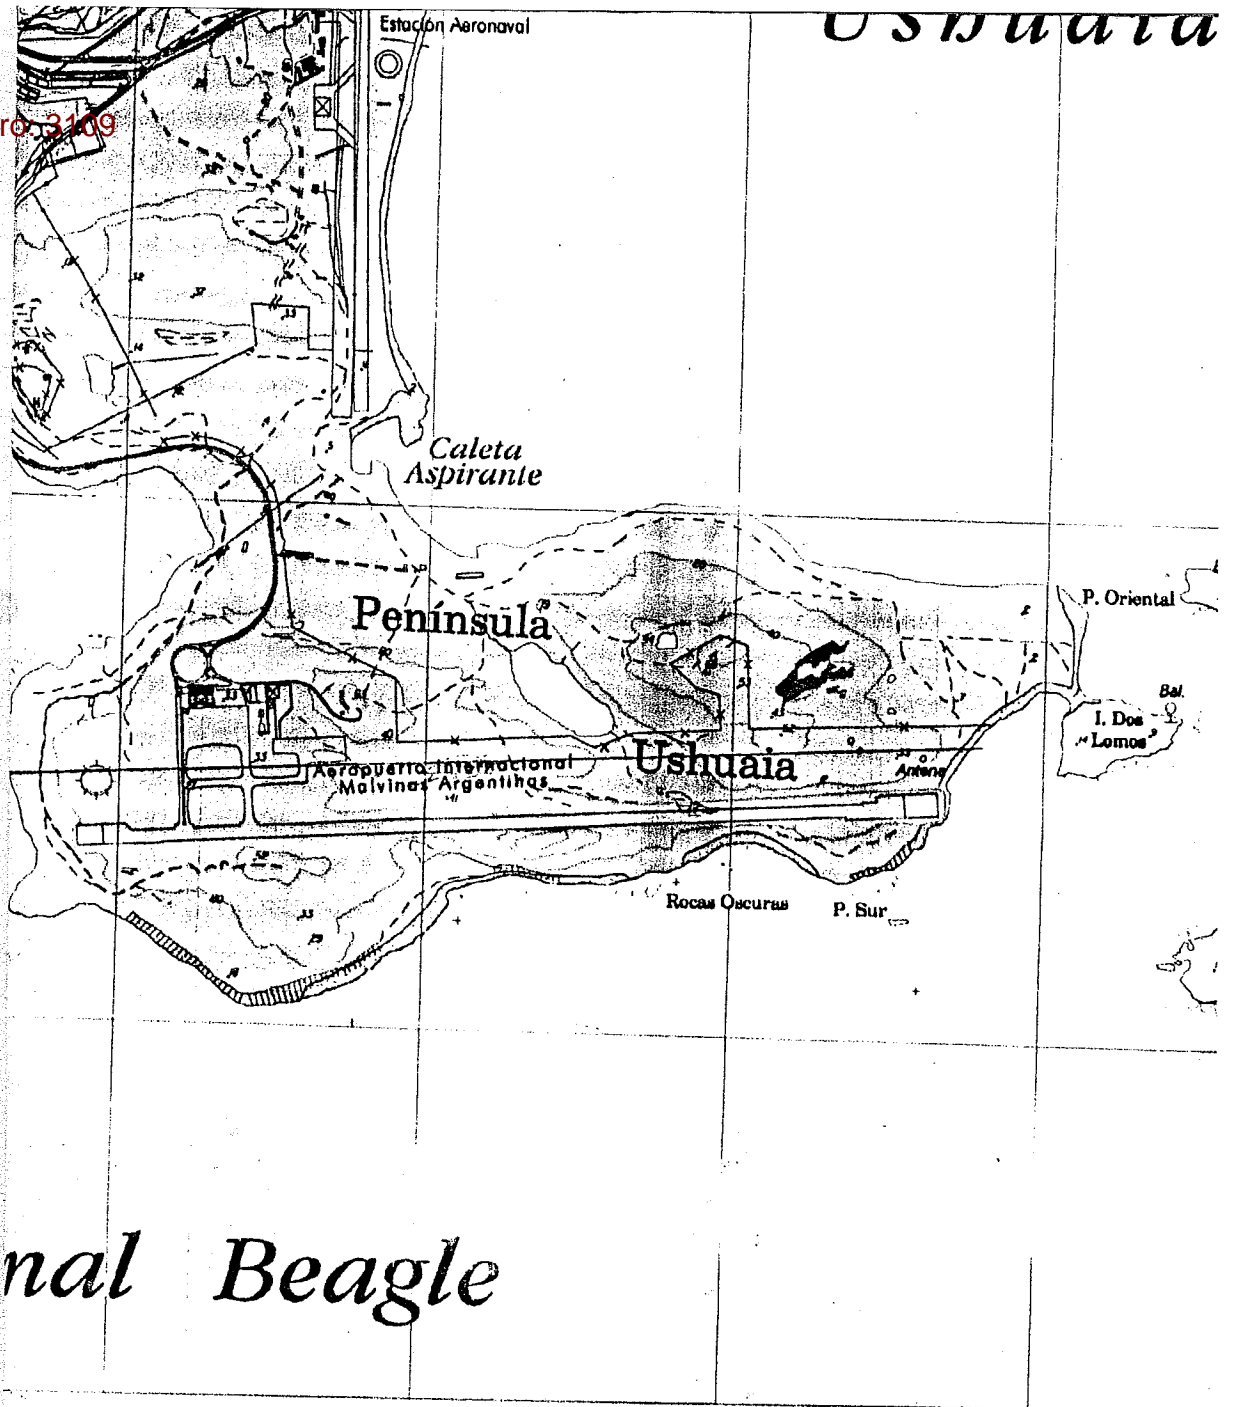 Estación Aeronaval
Ushuaia
ro: 3109
Caleta
Aspirante
Península
P. Oriental
Bal.
I. Dos
Lomos
Ushuaia
Antena
Aeropuerto Internacional
Malvinas Argentinas
Rocas Oscuras
P. Sur
nal Beagle